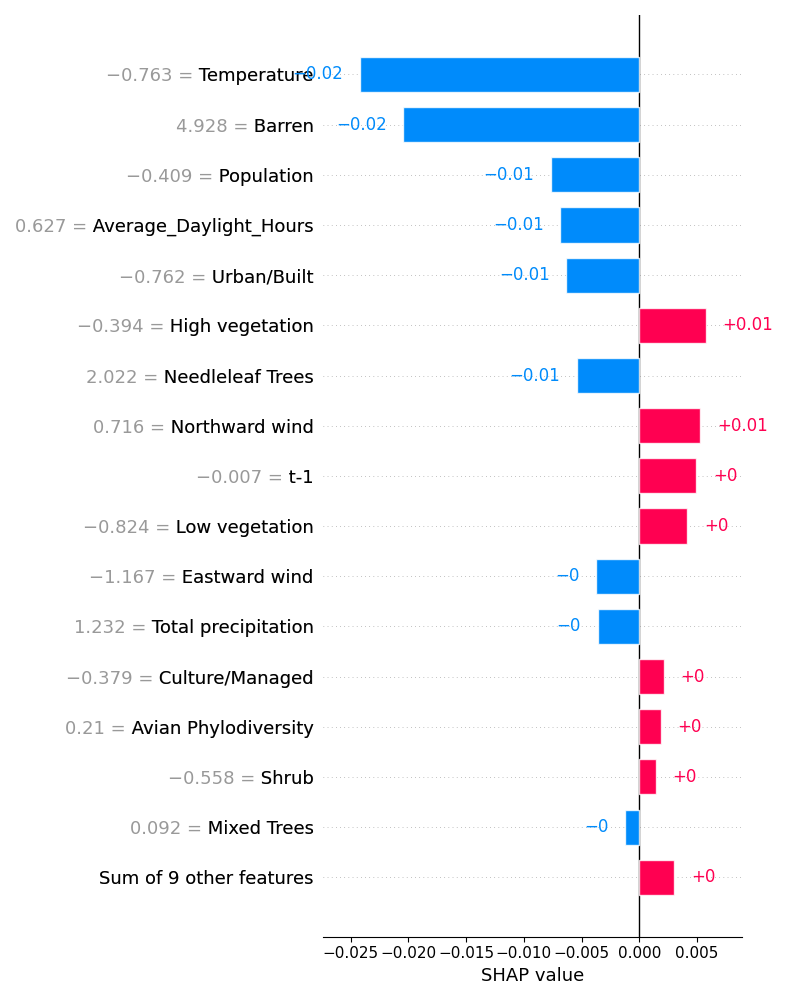 −0.763 = Temperature −0.02
4.928 = Barren −0.02
−0.409 = Population −0.01
0.627 = Average_Daylight_Hours −0.01
−0.762 = Urban/Built −0.01
−0.394 = High vegetation +0.01
2.022 = Needleleaf Trees −0.01
0.716 = Northward wind +0.01
−0.007 = t-1 +0
−0.824 = Low vegetation +0
−1.167 = Eastward wind −0
1.232 = Total precipitation −0
−0.379 = Culture/Managed +0
0.21 = Avian Phylodiversity +0
−0.558 = Shrub +0
0.092 = Mixed Trees −0
Sum of 9 other features +0
−0.025 −0.020 −0.015 −0.010 −0.005 0.000 0.005
SHAP value